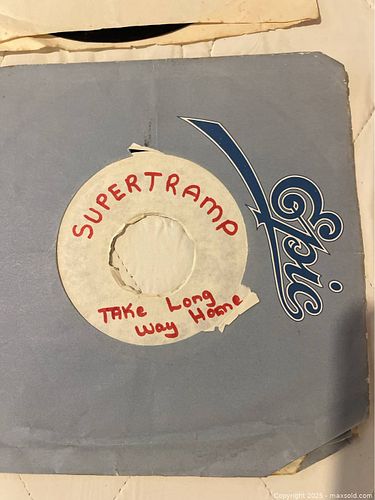 SUPERTRAMP
TAKe Long
Way Home
Epic
Copyright 2025 - maxsold.com